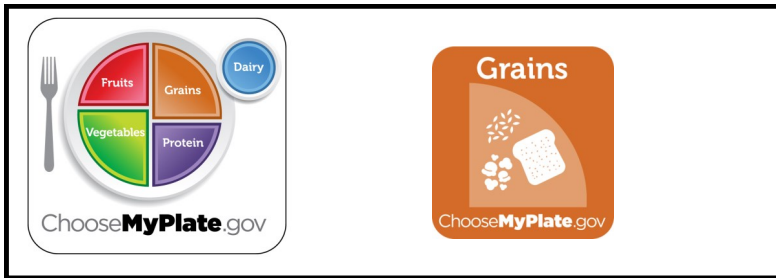 Fruits
Grains
Dairy
Vegetables
Protein
ChooseMyPlate.gov
Grains
ChooseMyPlate.gov